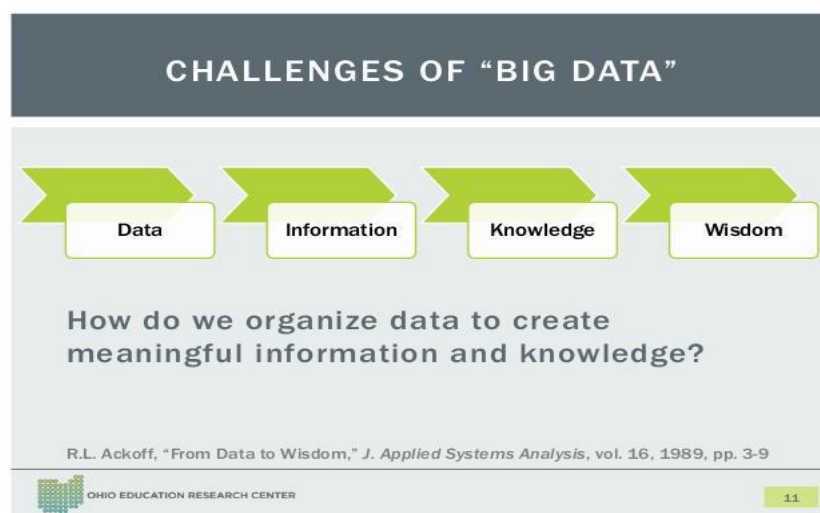 CHALLENGES OF “BIG DATA”
Data
Information
Knowledge
Wisdom
How do we organize data to create
meaningful information and knowledge?
R.L. Ackoff, “From Data to Wisdom,” J. Applied Systems Analysis, vol. 16, 1989, pp. 3-9
OHIO EDUCATION RESEARCH CENTER
11